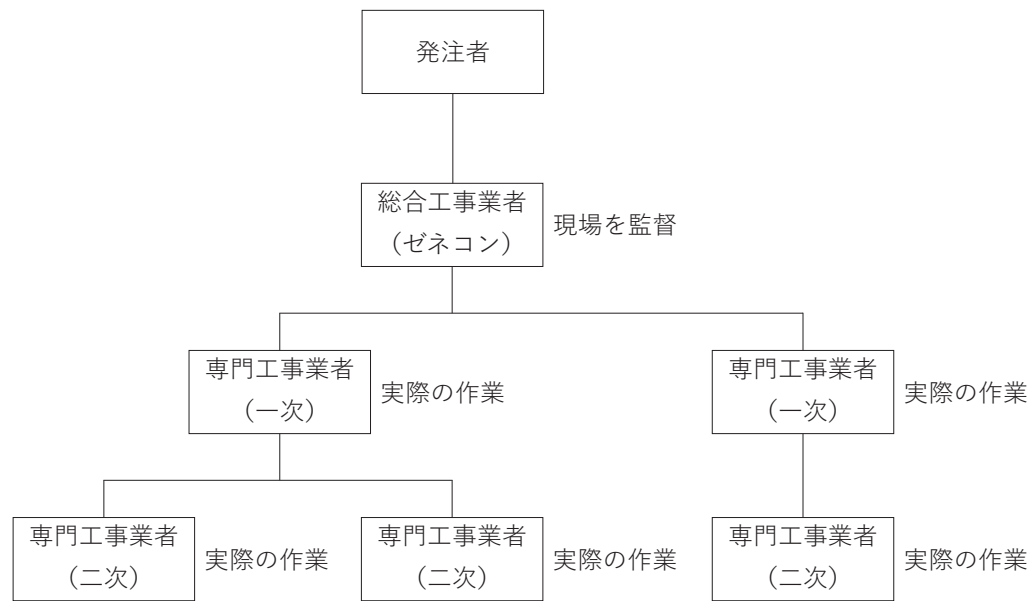 発注者
総合工事業者
（ゼネコン）
現場を監督
専門工事業者
（一次）
実際の作業
専門工事業者
（一次）
実際の作業
専門工事業者
（二次）
実際の作業
専門工事業者
（二次）
実際の作業
専門工事業者
（二次）
実際の作業